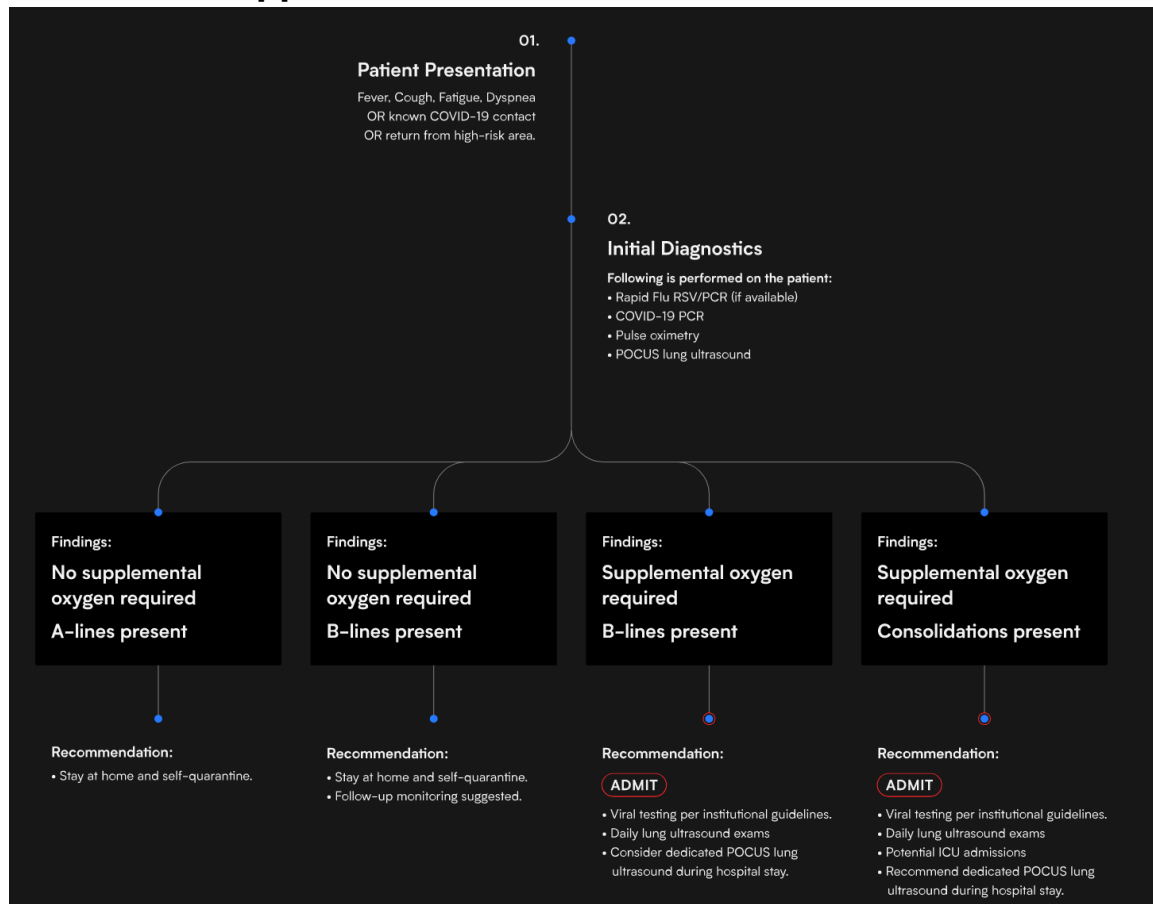 01.
Patient Presentation
Fever, Cough, Fatigue, Dyspnea
OR known COVID-19 contact
OR return from high-risk area.
02.
Initial Diagnostics
Following is performed on the patient:
• Rapid Flu RSV/PCR (if available)
• COVID-19 PCR
• Pulse oximetry
• POCUS lung ultrasound
Findings:
No supplemental
oxygen required
A-lines present
Recommendation:
• Stay at home and self-quarantine.
Findings:
No supplemental
oxygen required
B-lines present
Recommendation:
• Stay at home and self-quarantine.
• Follow-up monitoring suggested.
Findings:
Supplemental oxygen
required
B-lines present
Recommendation:
ADMIT
• Viral testing per institutional guidelines.
• Daily lung ultrasound exams
• Consider dedicated POCUS lung
ultrasound during hospital stay.
Findings:
Supplemental oxygen
required
Consolidations present
Recommendation:
ADMIT
• Viral testing per institutional guidelines.
• Daily lung ultrasound exams
• Potential ICU admissions
• Recommend dedicated POCUS lung
ultrasound during hospital stay.